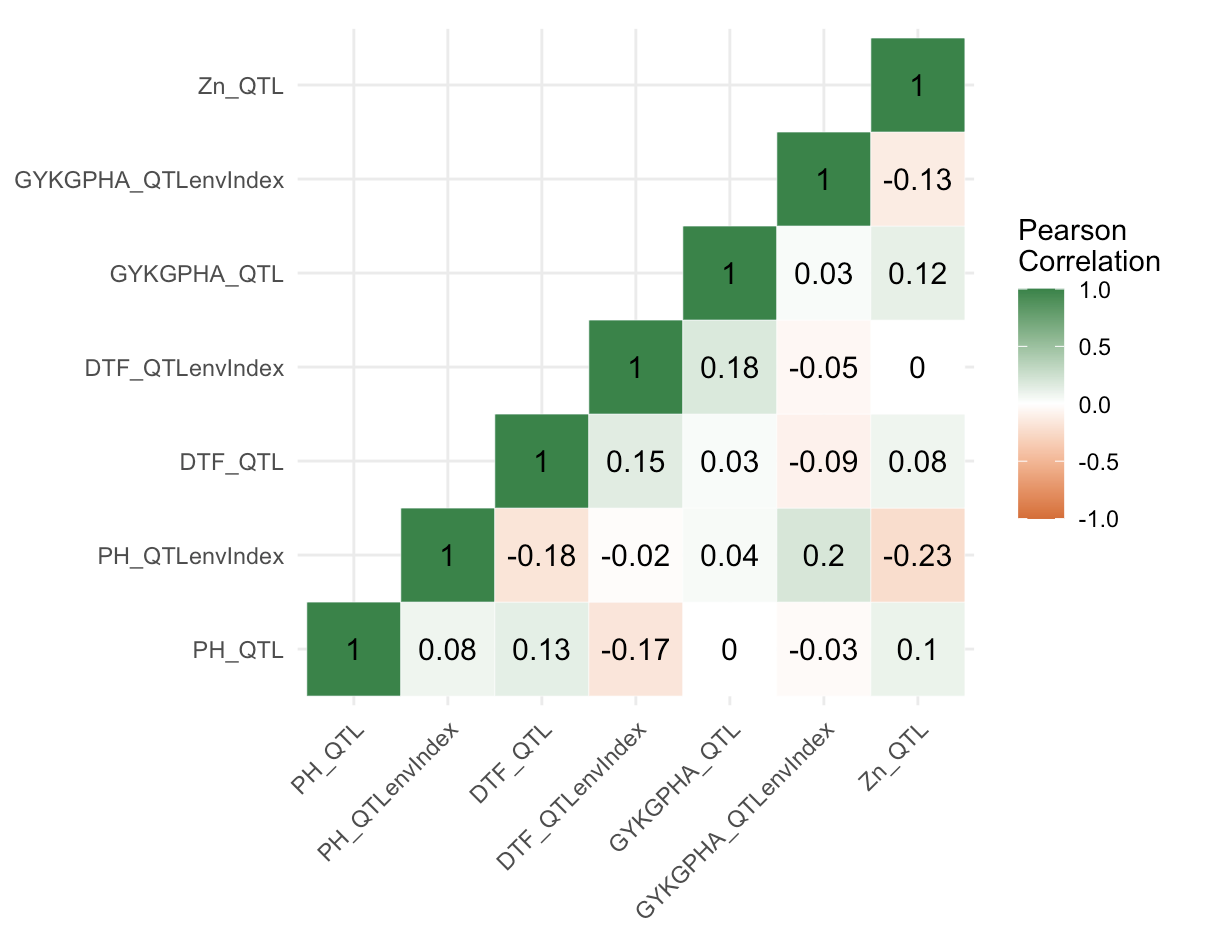 Zn_QTL 1
GYKGPHA_QTLenvIndex 1 -0.13
GYKGPHA_QTL 1 0.03 0.12
DTF_QTLenvIndex 1 0.18 -0.05 0
DTF_QTL 1 0.15 0.03 -0.09 0.08
PH_QTLenvIndex 1 -0.18 -0.02 0.04 0.2 -0.23
PH_QTL 1 0.08 0.13 -0.17 0 -0.03 0.1
PH_QTL
PH_QTLenvIndex
DTF_QTL
DTF_QTLenvIndex
GYKGPHA_QTL
GYKGPHA_QTLenvIndex
Zn_QTL
Pearson
Correlation
1.0
0.5
0.0
-0.5
-1.0